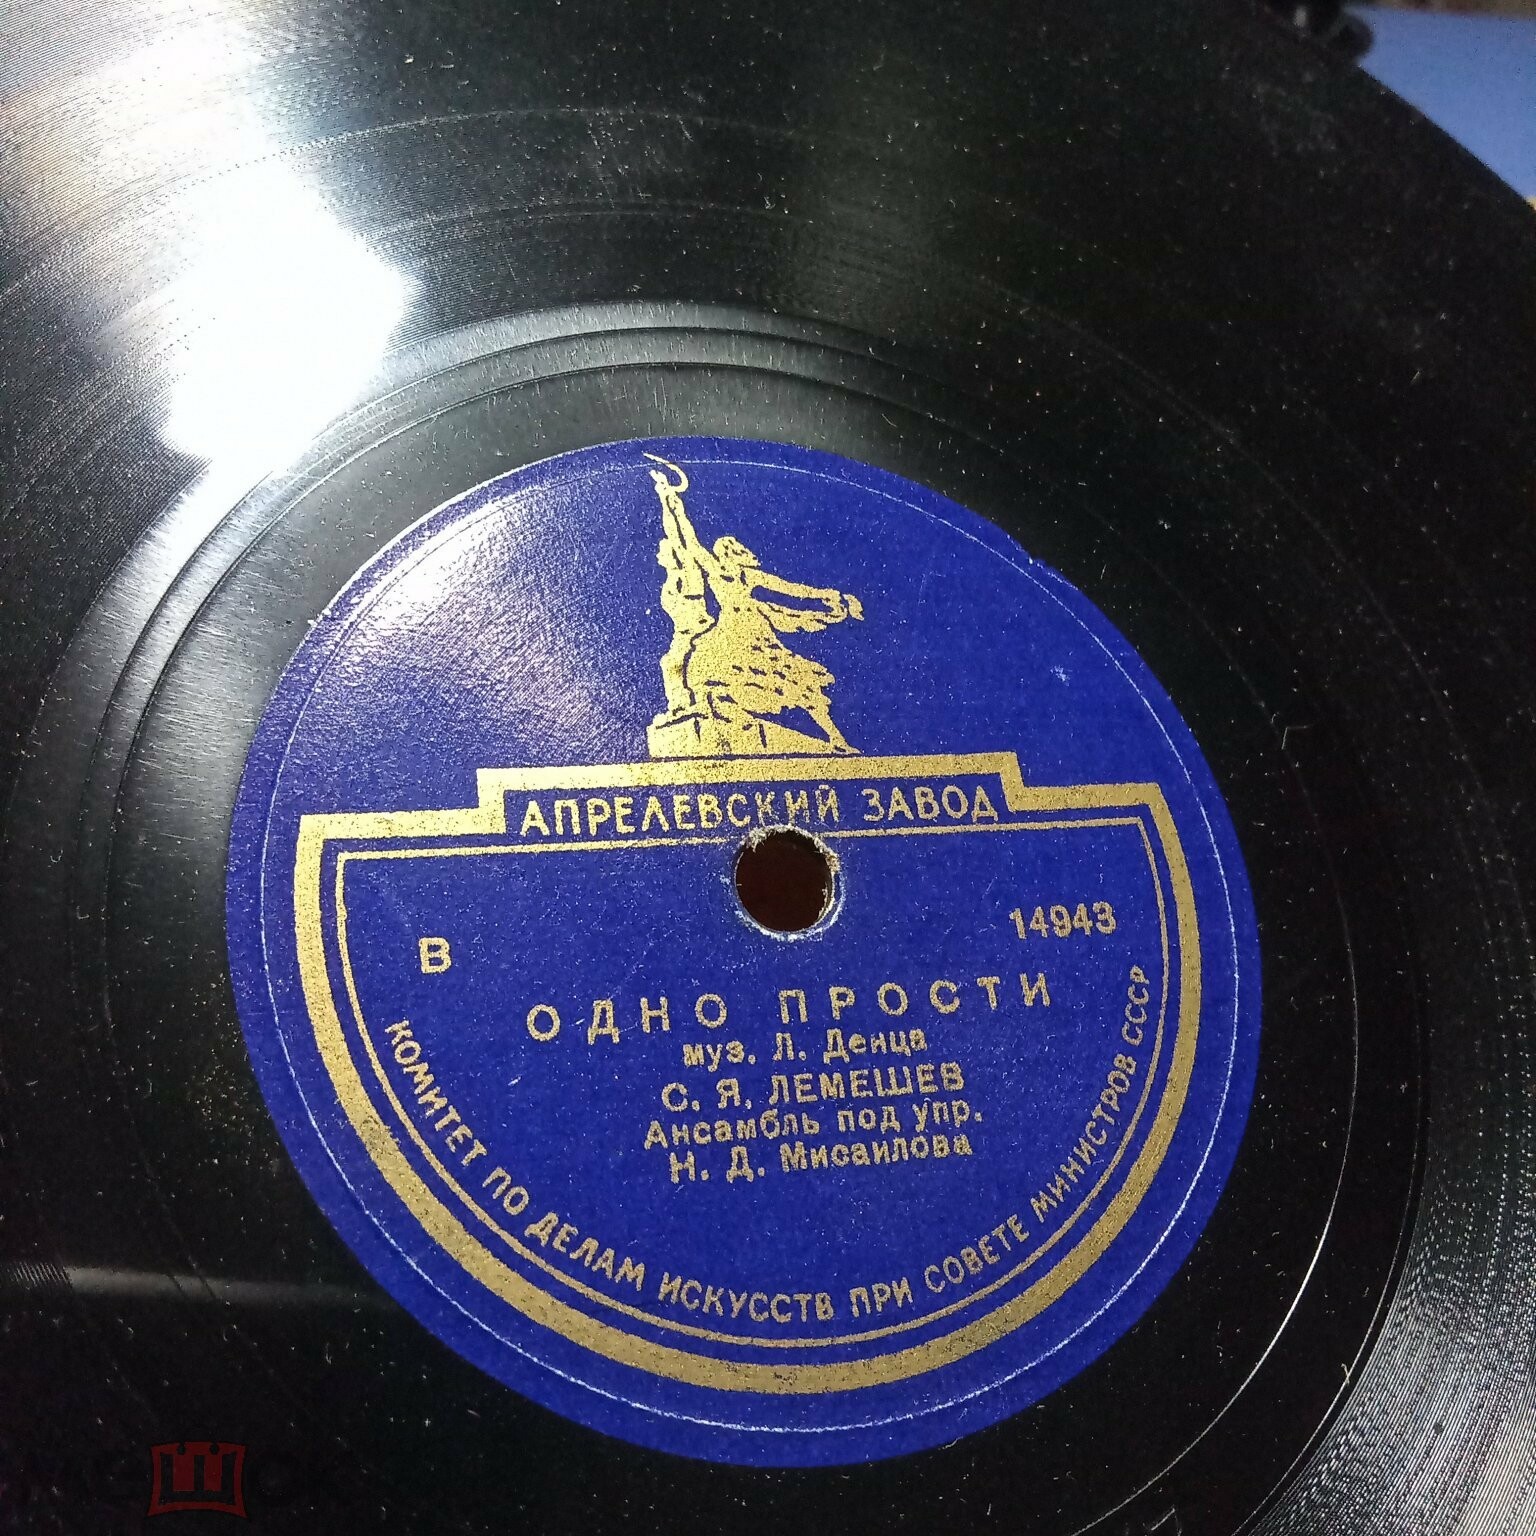 АПРЕЛЕВСКИЙ ЗАВОД
В 14943
ОДНО ПРОСТИ
муз. Л. Денца
С. Я. ЛЕМЕШЕВ
Ансамбль под упр.
Н. Д. Мисаилова
КОМИТЕТ ПО ДЕЛАМ ИСКУССТВ ПРИ СОВЕТЕ МИНИСТРОВ СССР
мешок